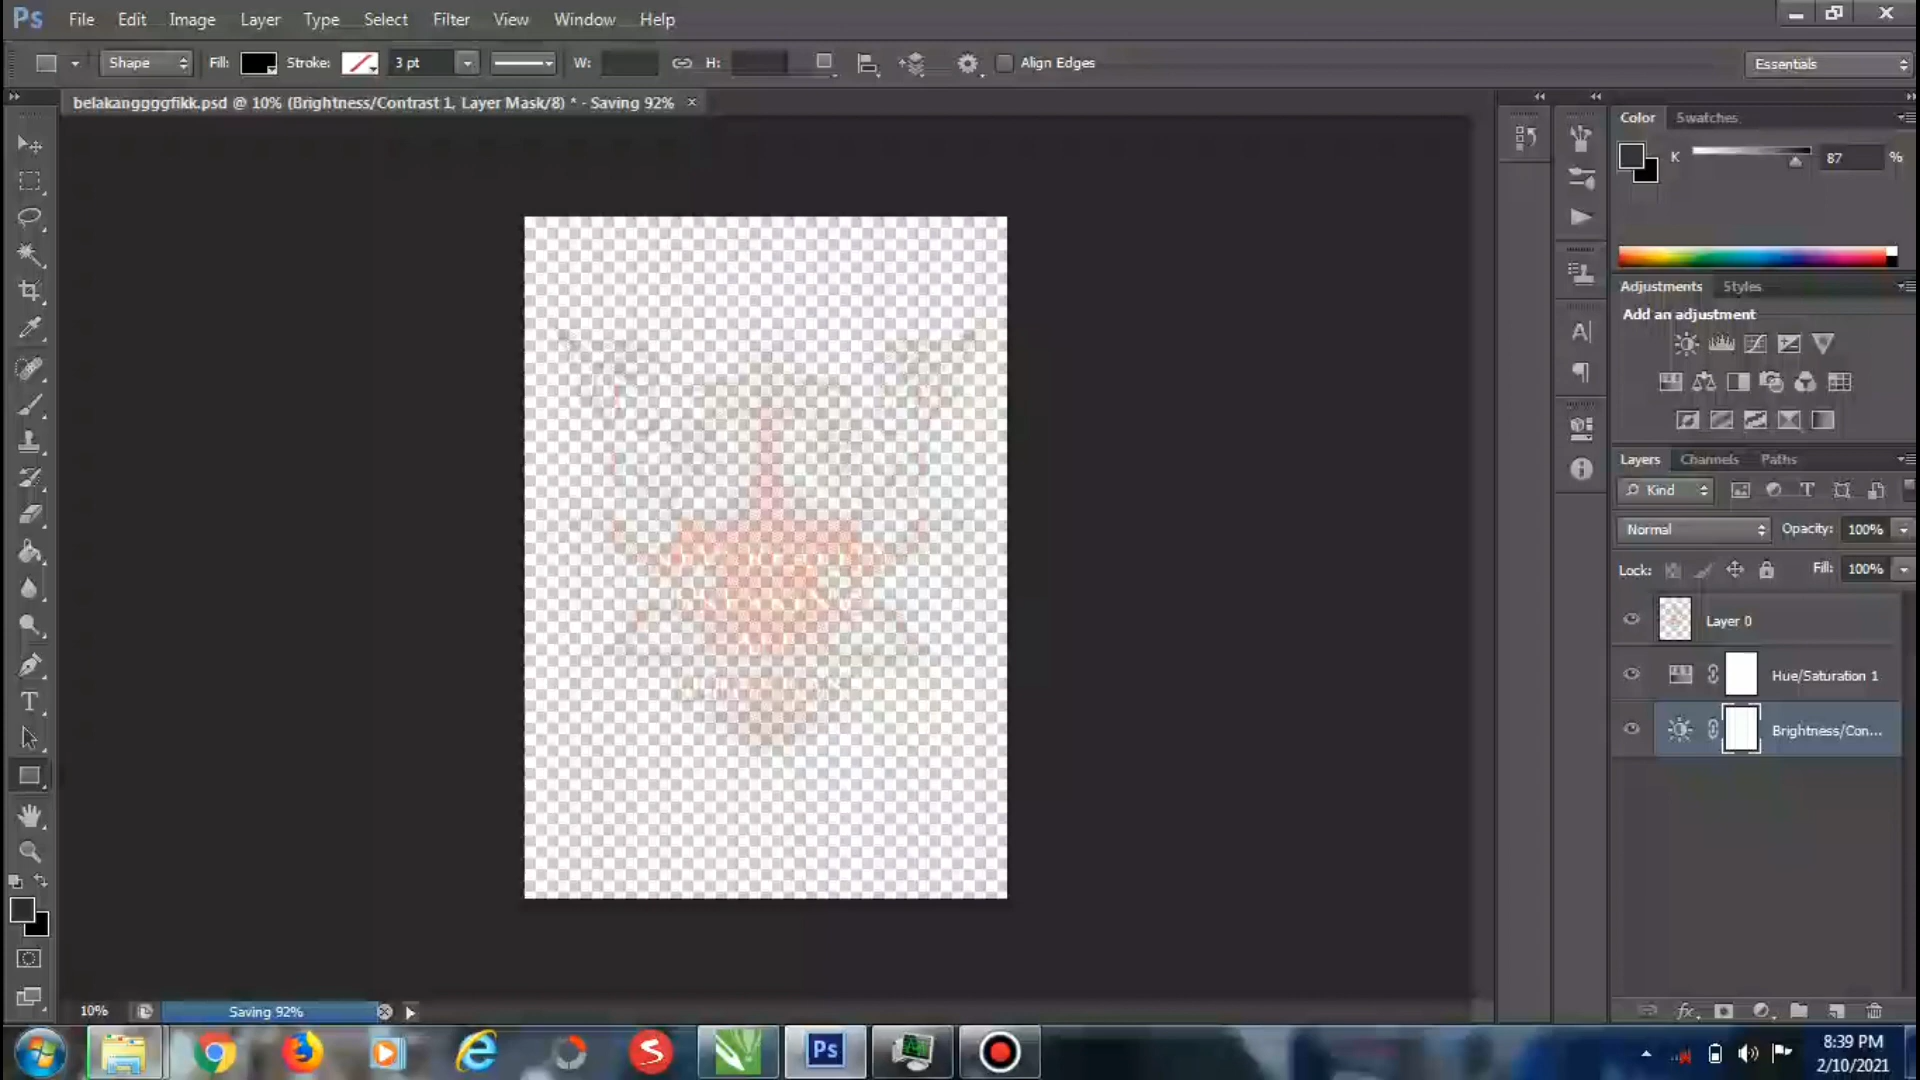 Ps File Edit Image Layer Type Select Filter View Window Help
Shape Fill: Stroke: 3 pt W: H: Align Edges Essentials
belakanggggfikk.psd @ 10% (Brightness/Contrast 1, Layer Mask/8) * - Saving 92% ×
Color Swatches
K 87 %
Adjustments Styles
Add an adjustment
Layers Channels Paths
Kind
Normal Opacity: 100%
Lock: Fill: 100%
Layer 0
Hue/Saturation 1
Brightness/Con...
10% Saving 92%
Ps
8:39 PM
2/10/2021